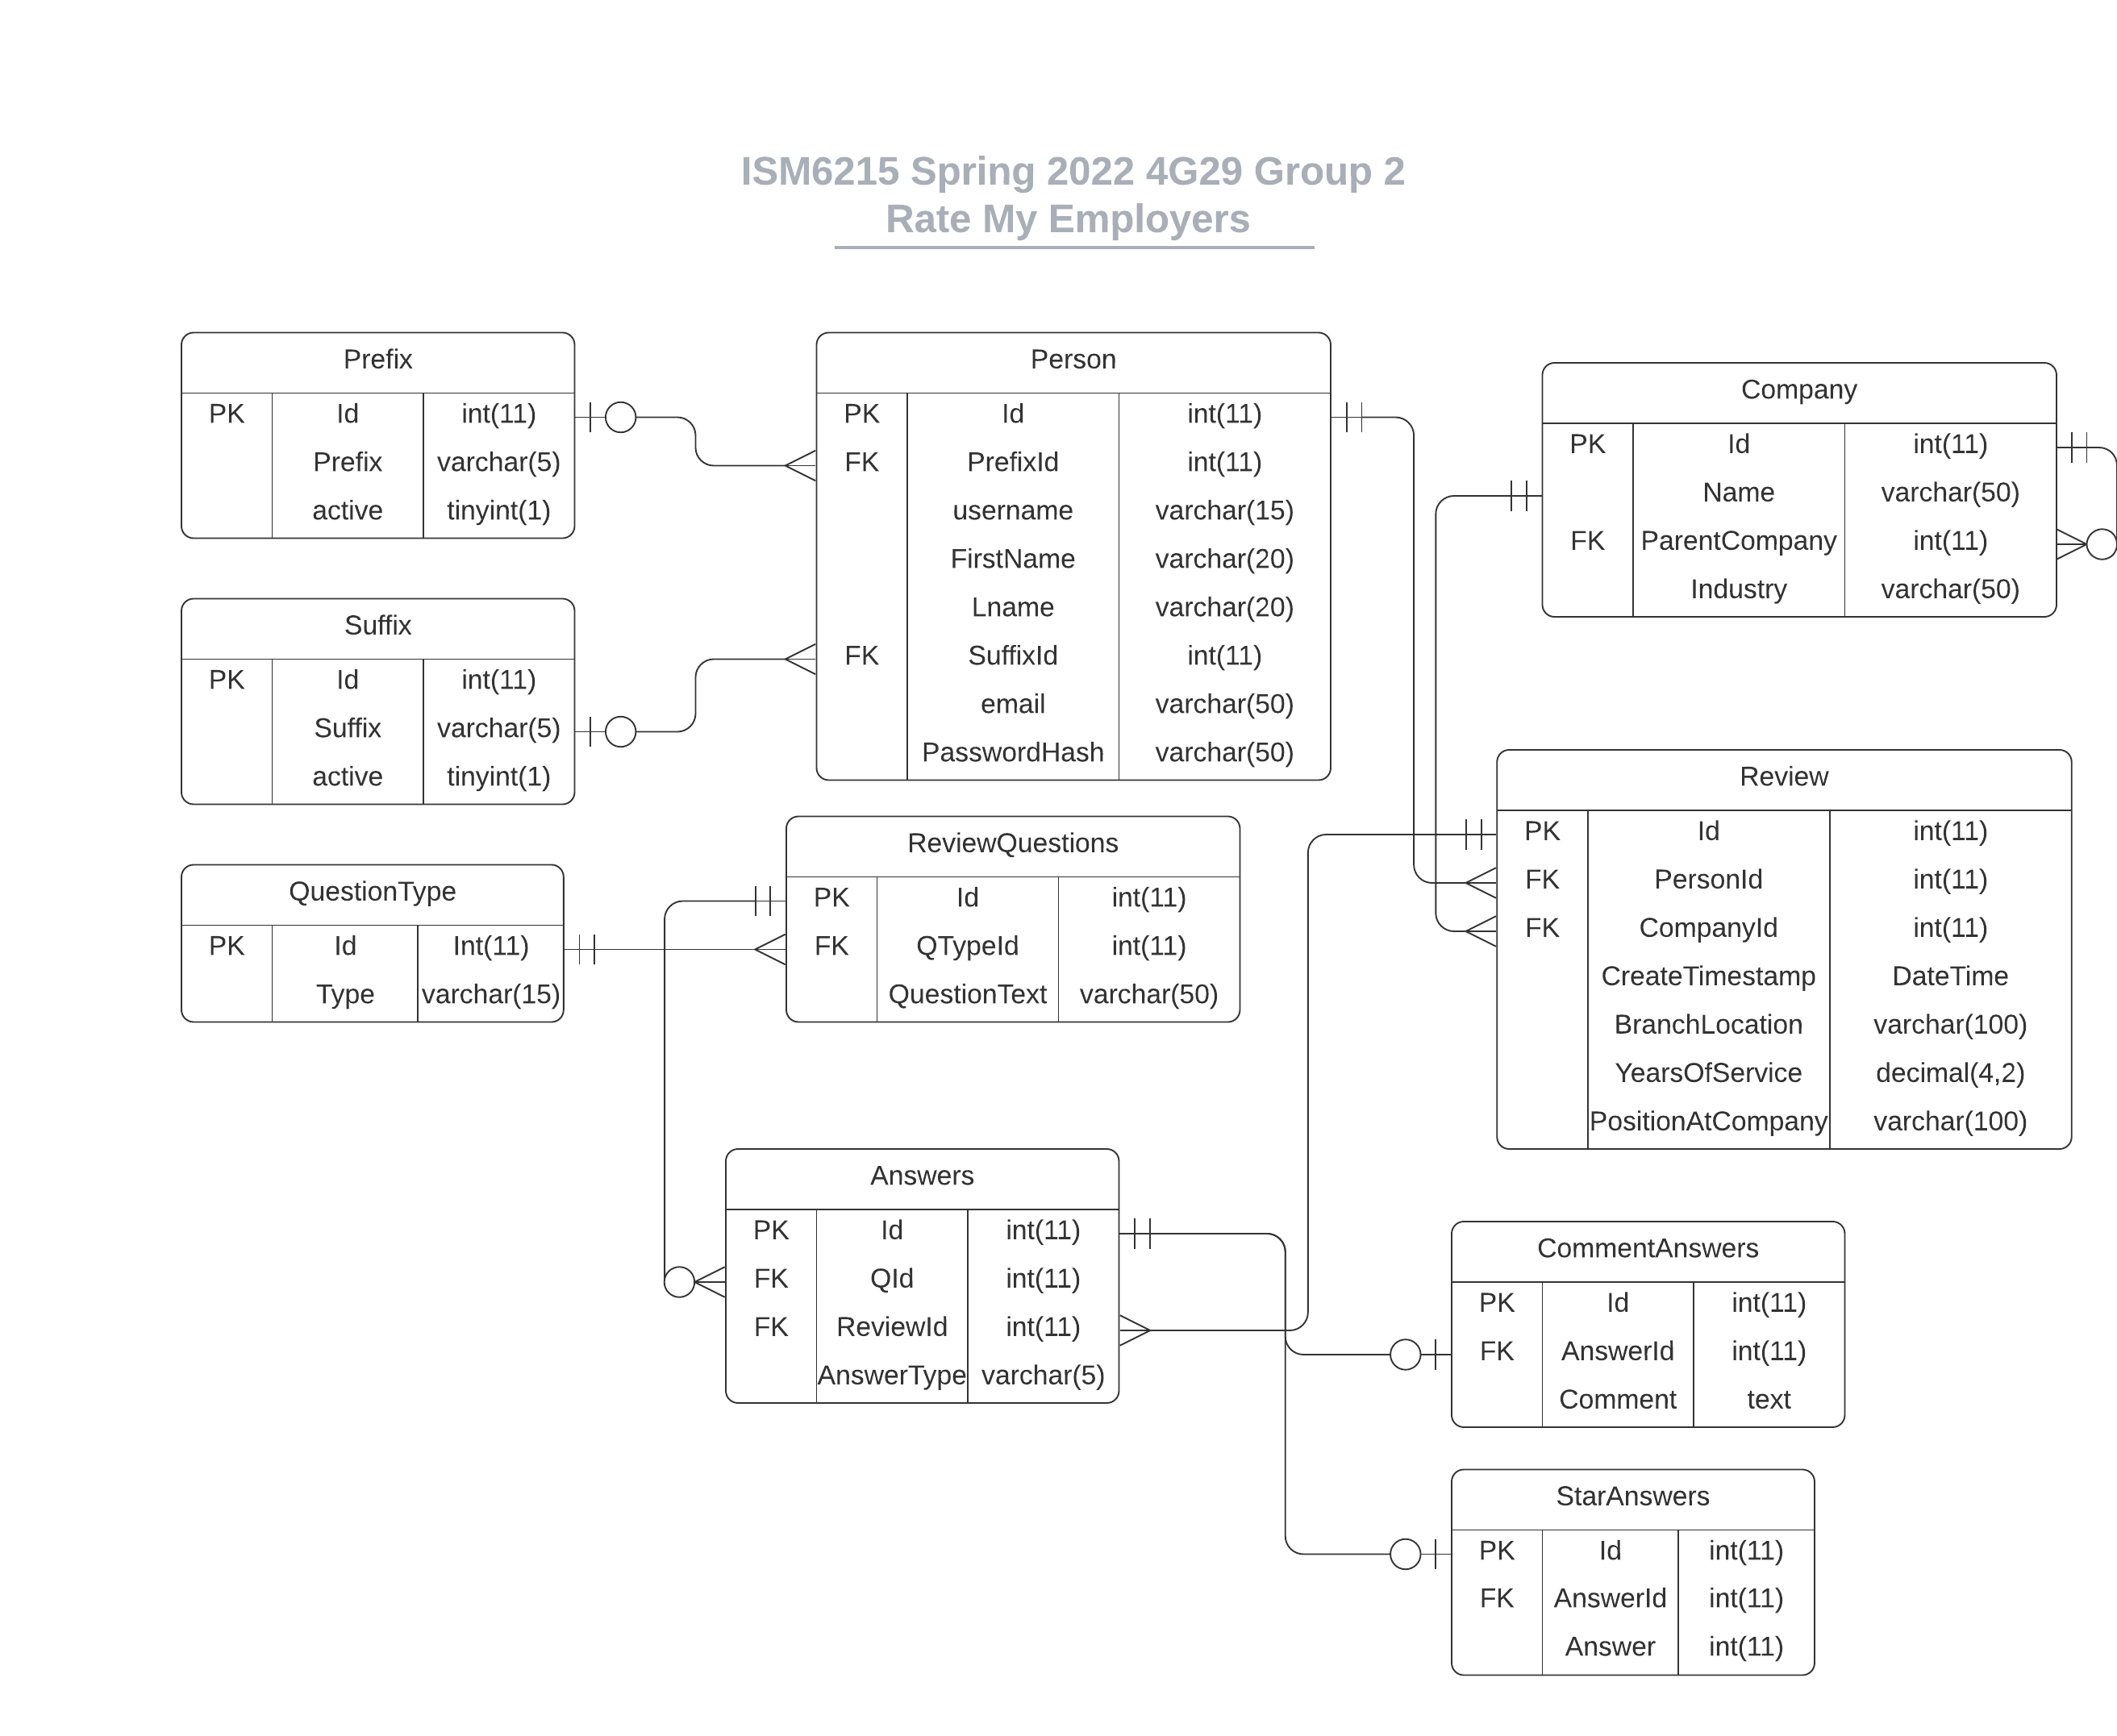 ISM6215 Spring 2022 4G29 Group 2
Rate My Employers
Prefix
PK Id int(11)
Prefix varchar(5)
active tinyint(1)
Suffix
PK Id int(11)
Suffix varchar(5)
active tinyint(1)
QuestionType
PK Id Int(11)
Type varchar(15)
Person
PK Id int(11)
FK PrefixId int(11)
username varchar(15)
FirstName varchar(20)
Lname varchar(20)
FK SuffixId int(11)
email varchar(50)
PasswordHash varchar(50)
ReviewQuestions
PK Id int(11)
FK QTypeId int(11)
QuestionText varchar(50)
Answers
PK Id int(11)
FK QId int(11)
FK ReviewId int(11)
AnswerType varchar(5)
Company
PK Id int(11)
Name varchar(50)
FK ParentCompany int(11)
Industry varchar(50)
Review
PK Id int(11)
FK PersonId int(11)
FK CompanyId int(11)
CreateTimestamp DateTime
BranchLocation varchar(100)
YearsOfService decimal(4,2)
PositionAtCompany varchar(100)
CommentAnswers
PK Id int(11)
FK AnswerId int(11)
Comment text
StarAnswers
PK Id int(11)
FK AnswerId int(11)
Answer int(11)